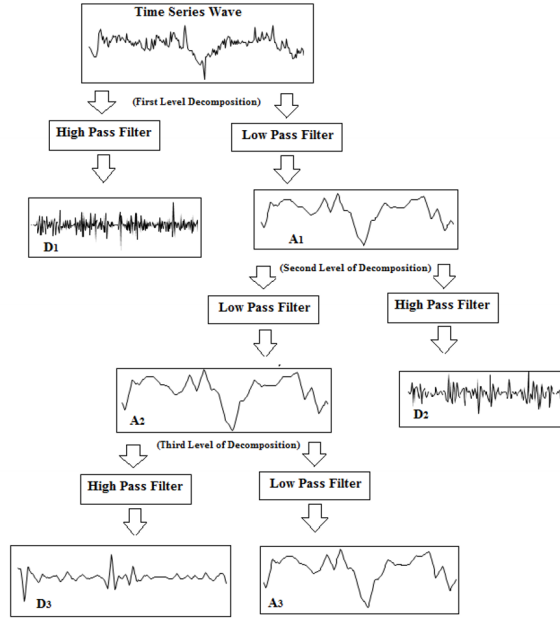 Time Series Wave
(First Level Decomposition)
High Pass Filter
Low Pass Filter
D1
A1
(Second Level of Decomposition)
Low Pass Filter
High Pass Filter
A2
D2
(Third Level of Decomposition)
High Pass Filter
Low Pass Filter
D3
A3